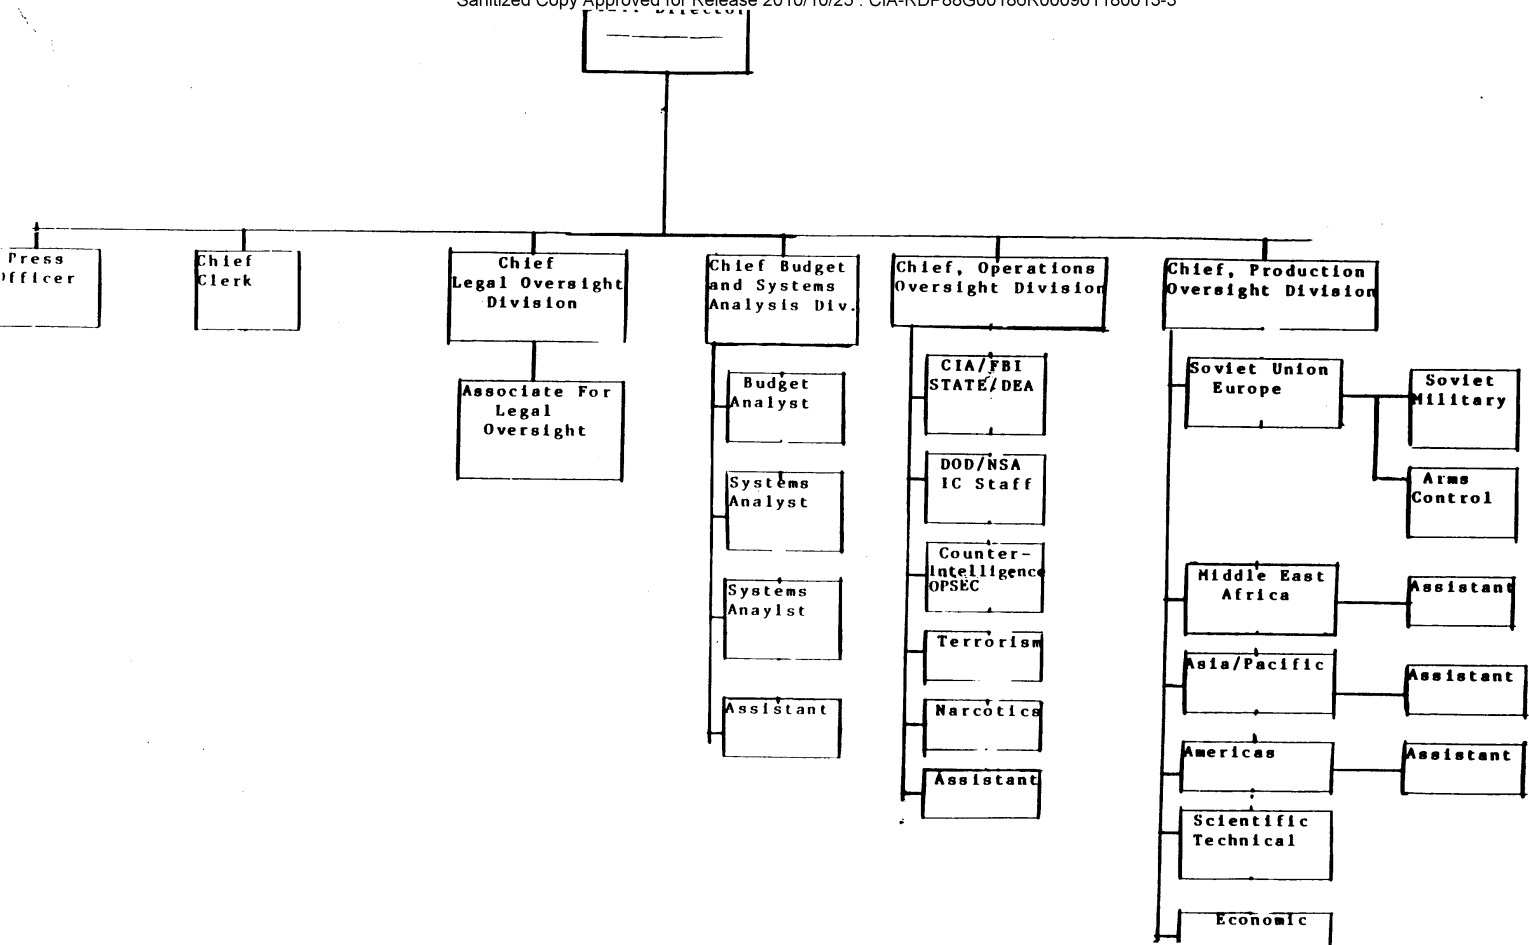 Sanitized Copy Approved for Release 2010/10/25 : CIA-RDP88G00186R000901180013-3
Director
Press
Officer
Chief
Clerk
Chief
Legal Oversight
Division
Chief Budget
and Systems
Analysis Div.
Chief, Operations
Oversight Division
Chief, Production
Oversight Division
Associate For
Legal
Oversight
Budget
Analyst
Systems
Analyst
Systems
Anaylst
Assistant
CIA/FBI
STATE/DEA
DOD/NSA
IC Staff
Counter-
Intelligence
OPSEC
Terrorism
Narcotics
Assistant
Soviet Union
Europe
Soviet
Military
Arms
Control
Middle East
Africa
Assistant
Asia/Pacific
Assistant
Americas
Assistant
Scientific
Technical
Economic